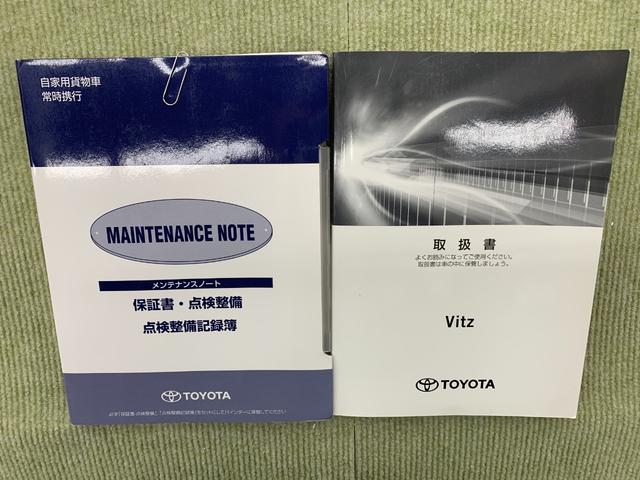 自家用貨物車
常時携行
MAINTENANCE NOTE
メンテナンスノート
保証書・点検整備
点検整備記録簿
TOYOTA
取扱書
よくお読みになってご使用ください。
取扱書は車の中に保管しましょう。
Vitz
TOYOTA